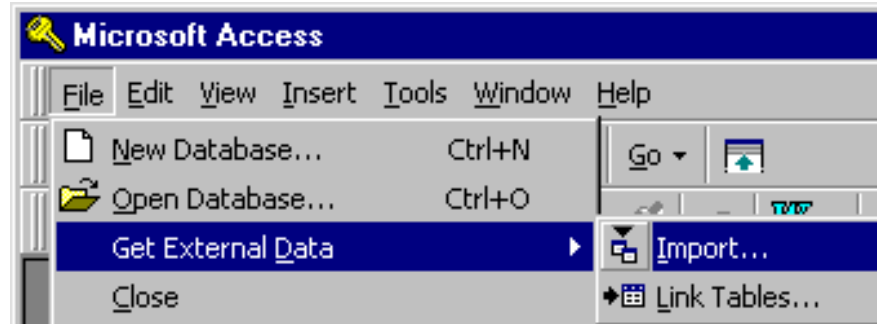 Microsoft Access
File Edit View Insert Tools Window Help
New Database... Ctrl+N Go
Open Database... Ctrl+O
Get External Data Import...
Close Link Tables...